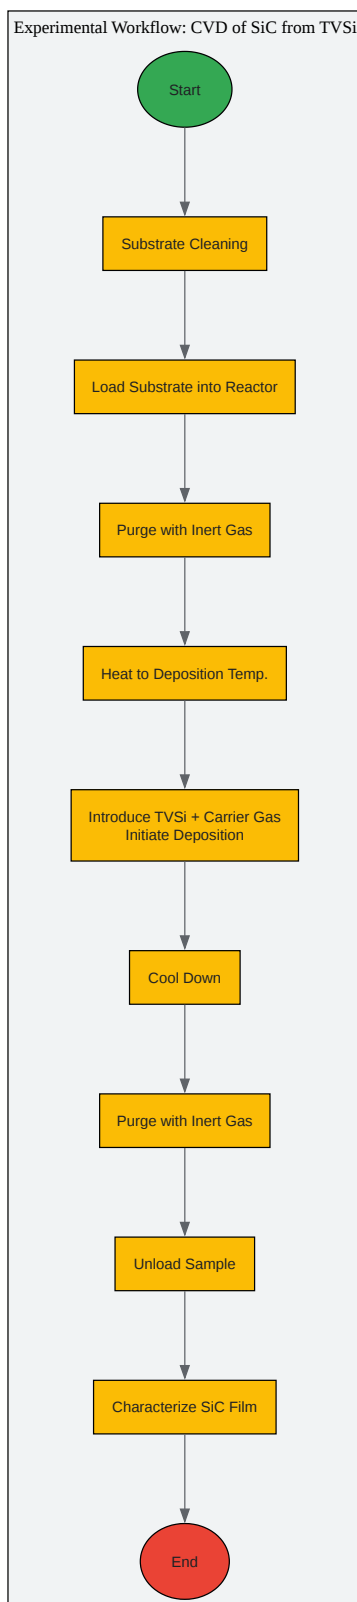 Experimental Workflow: CVD of SiC from TVSi
Start
Substrate Cleaning
Load Substrate into Reactor
Purge with Inert Gas
Heat to Deposition Temp.
Introduce TVSi + Carrier Gas
Initiate Deposition
Cool Down
Purge with Inert Gas
Unload Sample
Characterize SiC Film
End